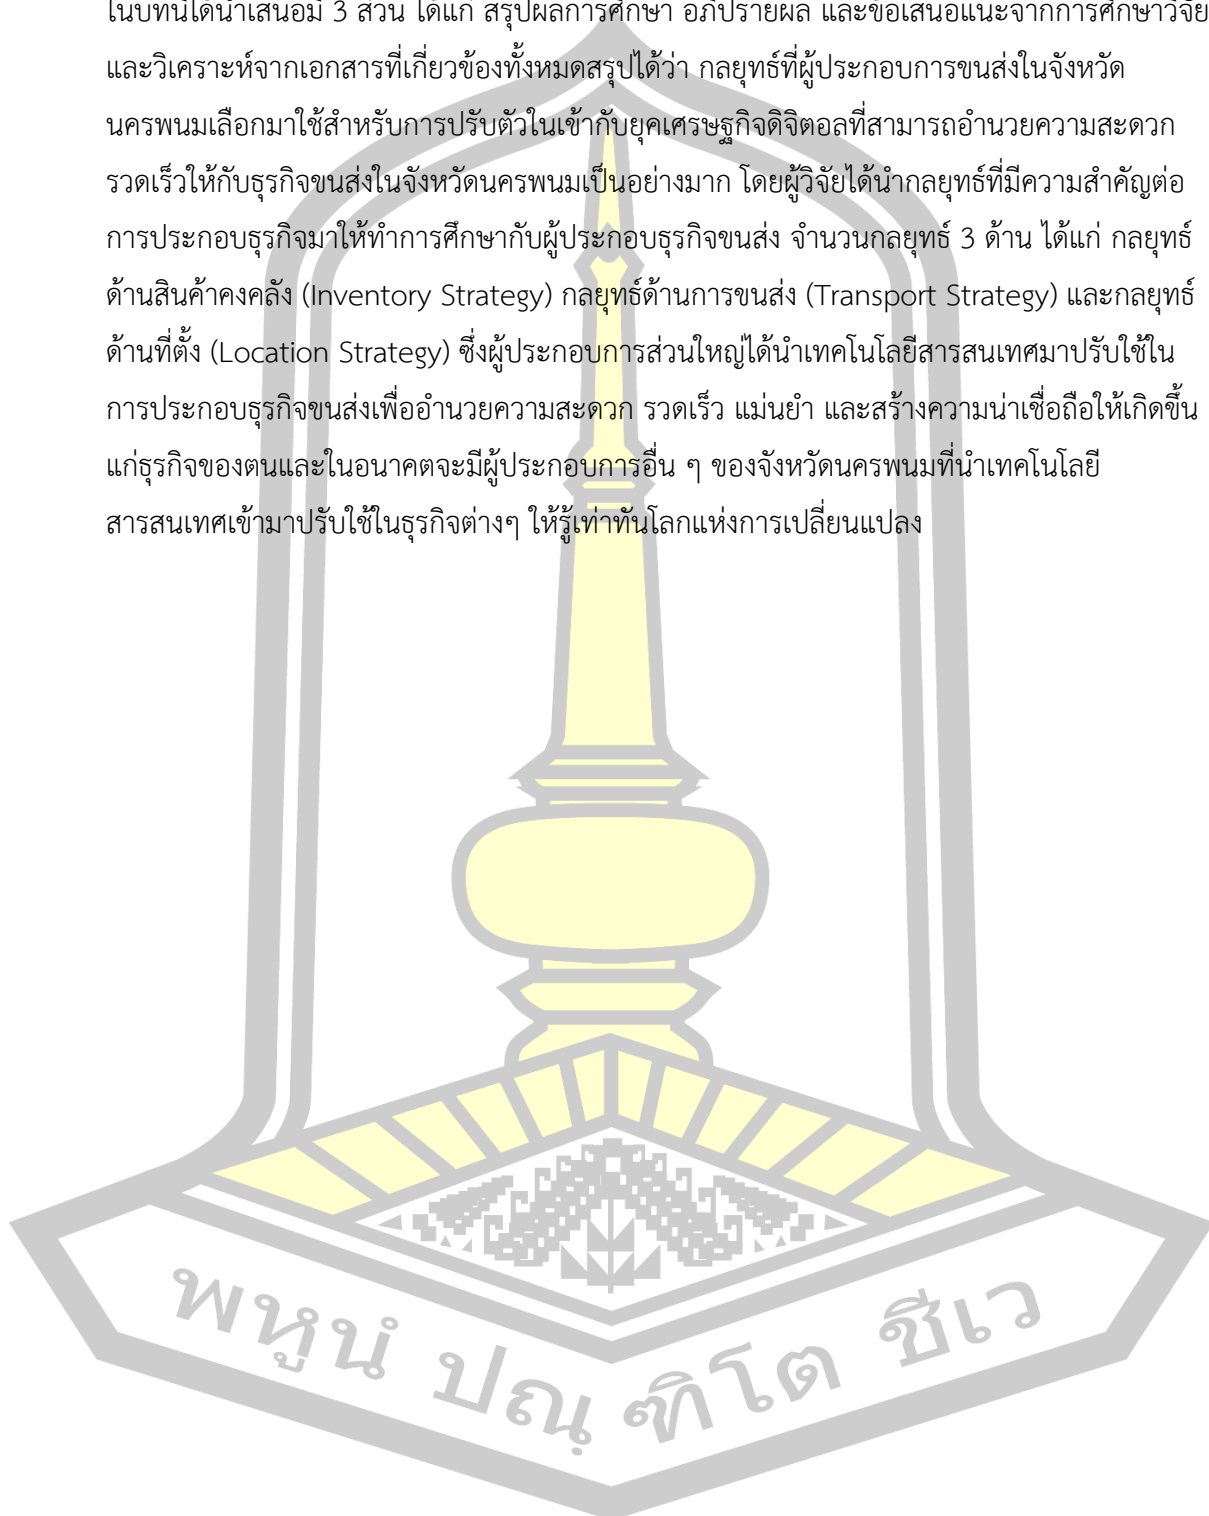 ในบทนี้ได้นำเสนอมี 3 ส่วน ได้แก่ สรุปผลการศึกษา อภิปรายผล และข้อเสนอแนะจากการศึกษาวิจัย
และวิเคราะห์จากเอกสารที่เกี่ยวข้องทั้งหมดสรุปได้ว่า กลยุทธ์ที่ผู้ประกอบการขนส่งในจังหวัด
นครพนมเลือกมาใช้สำหรับการปรับตัวในเข้ากับยุคเศรษฐกิจดิจิตอลที่สามารถอำนวยความสะดวก
รวดเร็วให้กับธุรกิจขนส่งในจังหวัดนครพนมเป็นอย่างมาก โดยผู้วิจัยได้นำกลยุทธ์ที่มีความสำคัญต่อ
การประกอบธุรกิจมาให้ทำการศึกษากับผู้ประกอบธุรกิจขนส่ง จำนวนกลยุทธ์ 3 ด้าน ได้แก่ กลยุทธ์
ด้านสินค้าคงคลัง (Inventory Strategy) กลยุทธ์ด้านการขนส่ง (Transport Strategy) และกลยุทธ์
ด้านที่ตั้ง (Location Strategy) ซึ่งผู้ประกอบการส่วนใหญ่ได้นำเทคโนโลยีสารสนเทศมาปรับใช้ใน
การประกอบธุรกิจขนส่งเพื่ออำนวยความสะดวก รวดเร็ว แม่นยำ และสร้างความน่าเชื่อถือให้เกิดขึ้น
แก่ธุรกิจของตนและในอนาคตจะมีผู้ประกอบการอื่น ๆ ของจังหวัดนครพนมที่นำเทคโนโลยี
สารสนเทศเข้ามาปรับใช้ในธุรกิจต่างๆ ให้รู้เท่าทันโลกแห่งการเปลี่ยนแปลง
พหูนํ ปณฺฑิโต ชีเว